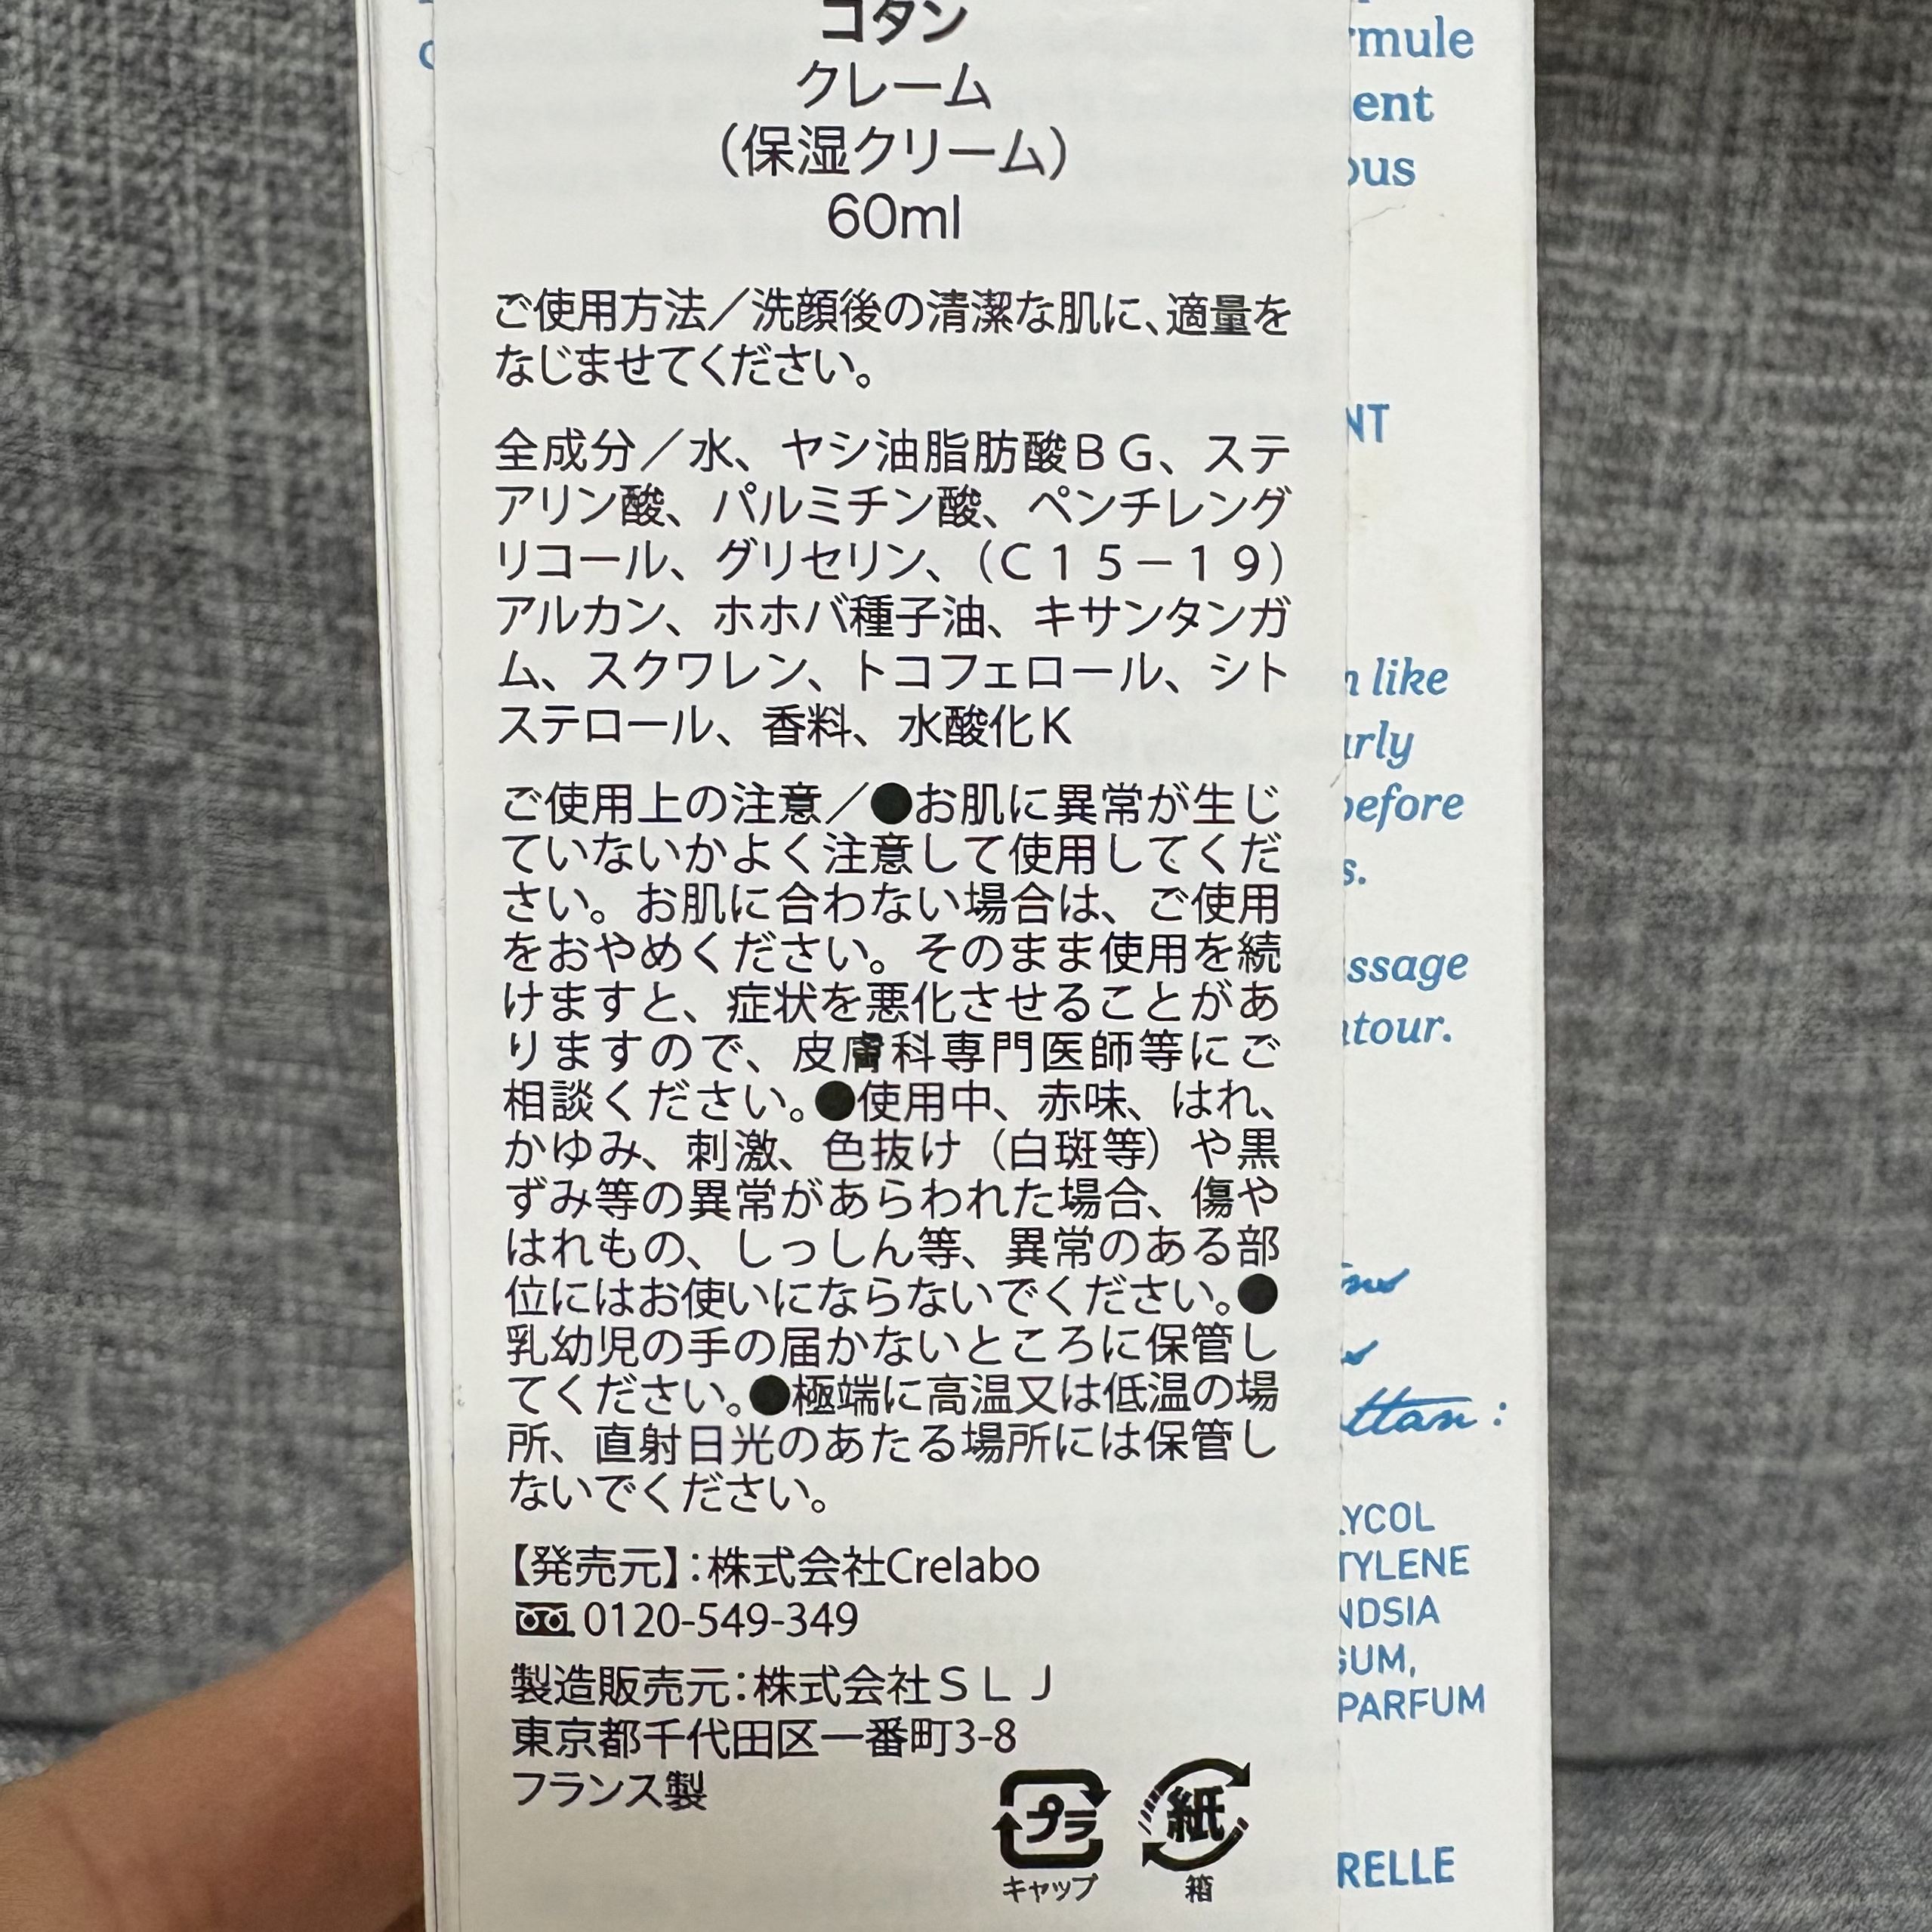 コタン
クレーム
（保湿クリーム）
60ml
ご使用方法／洗顔後の清潔な肌に、適量を
なじませてください。
全成分／水、ヤシ油脂肪酸ＢＧ、ステ
アリン酸、パルミチン酸、ペンチレング
リコール、グリセリン、（Ｃ１５－１９）
アルカン、ホホバ種子油、キサンタンガ
ム、スクワレン、トコフェロール、シト
ステロール、香料、水酸化Ｋ
ご使用上の注意／●お肌に異常が生じ
ていないかよく注意して使用してくだ
さい。お肌に合わない場合は、ご使用
をおやめください。そのまま使用を続
けますと、症状を悪化させることがあ
りますので、皮膚科専門医師等にご
相談ください。●使用中、赤味、はれ、
かゆみ、刺激、色抜け（白斑等）や黒
ずみ等の異常があらわれた場合、傷や
はれもの、しっしん等、異常のある部
位にはお使いにならないでください。●
乳幼児の手の届かないところに保管し
てください。●極端に高温又は低温の場
所、直射日光のあたる場所には保管し
ないでください。
【発売元】：株式会社Crelabo
0120-549-349
製造販売元：株式会社ＳＬＪ
東京都千代田区一番町3-8
フランス製
プラ
キャップ
紙
箱
rmule
ent
ous
NT
like
before
ssage
YCOL
TYLENE
NDSIA
GUM,
PARFUM
RELLE